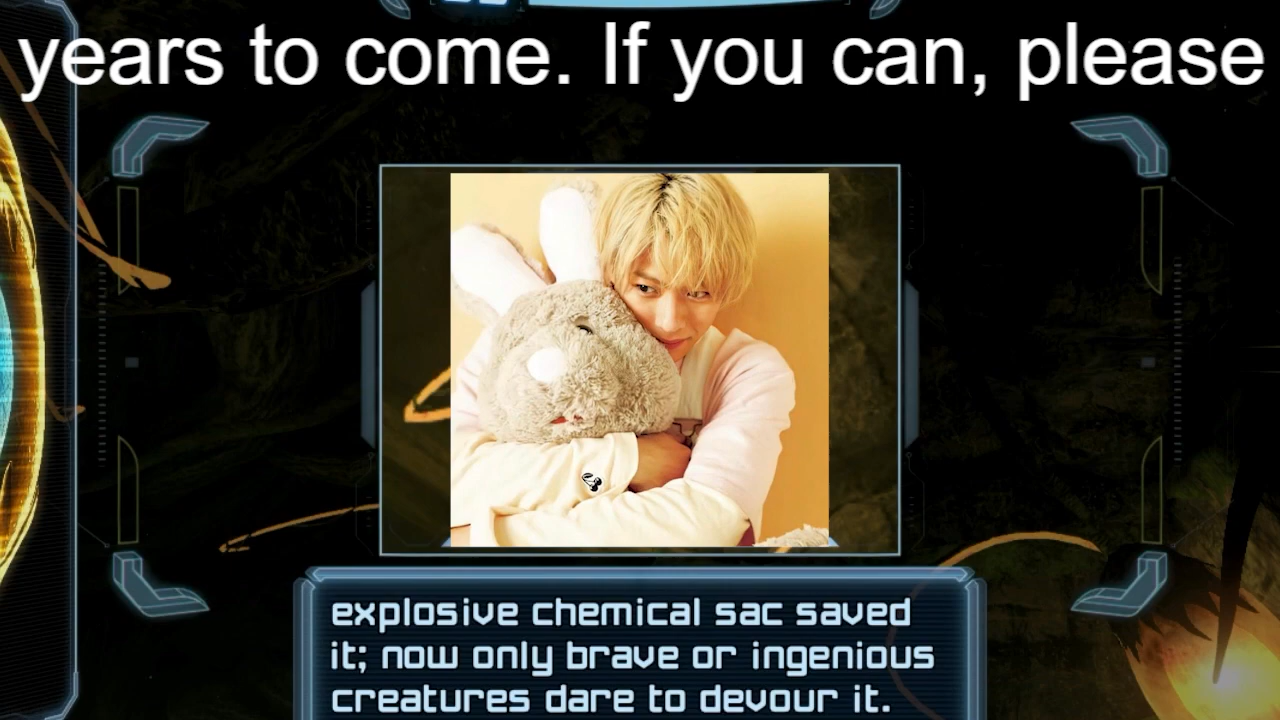 years to come. If you can, please
explosive chemical sac saved
it; now only brave or ingenious
creatures dare to devour it.